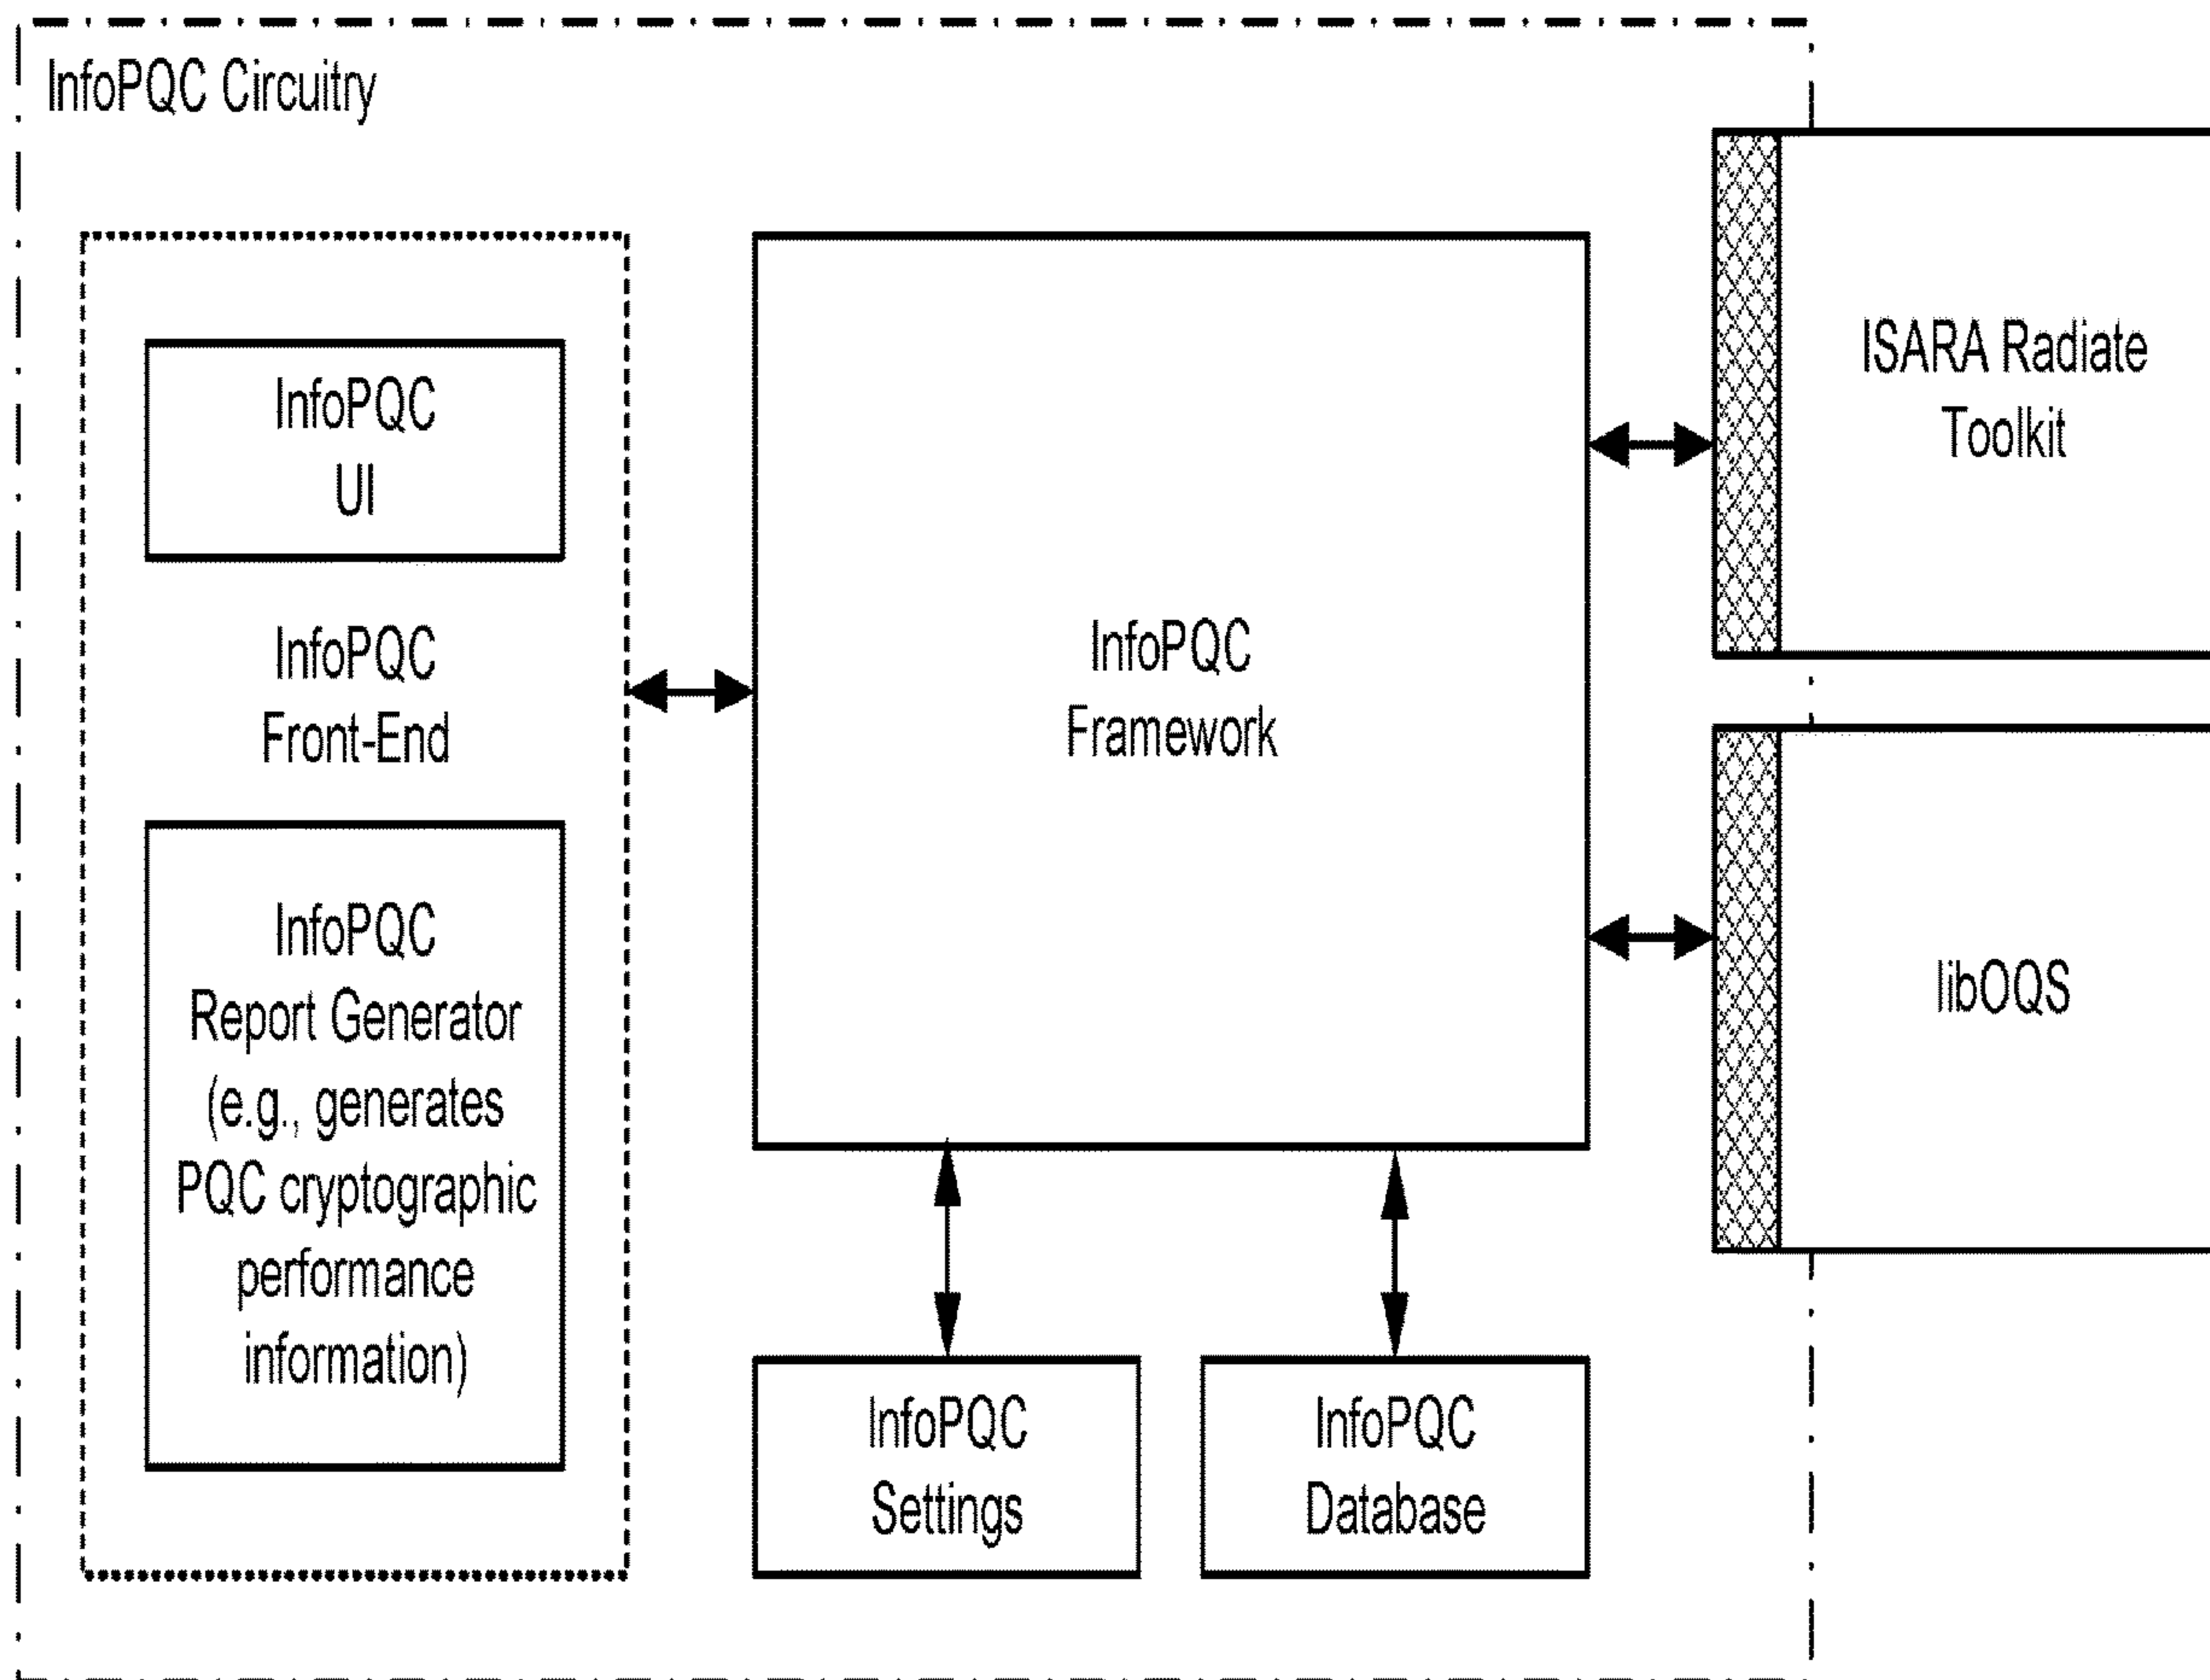 InfoPQC Circuitry
InfoPQC
UI
InfoPQC
Front-End
InfoPQC
Report Generator
(e.g., generates
PQC cryptographic
performance
information)
InfoPQC
Framework
InfoPQC
Settings
InfoPQC
Database
ISARA Radiate
Toolkit
libOQS